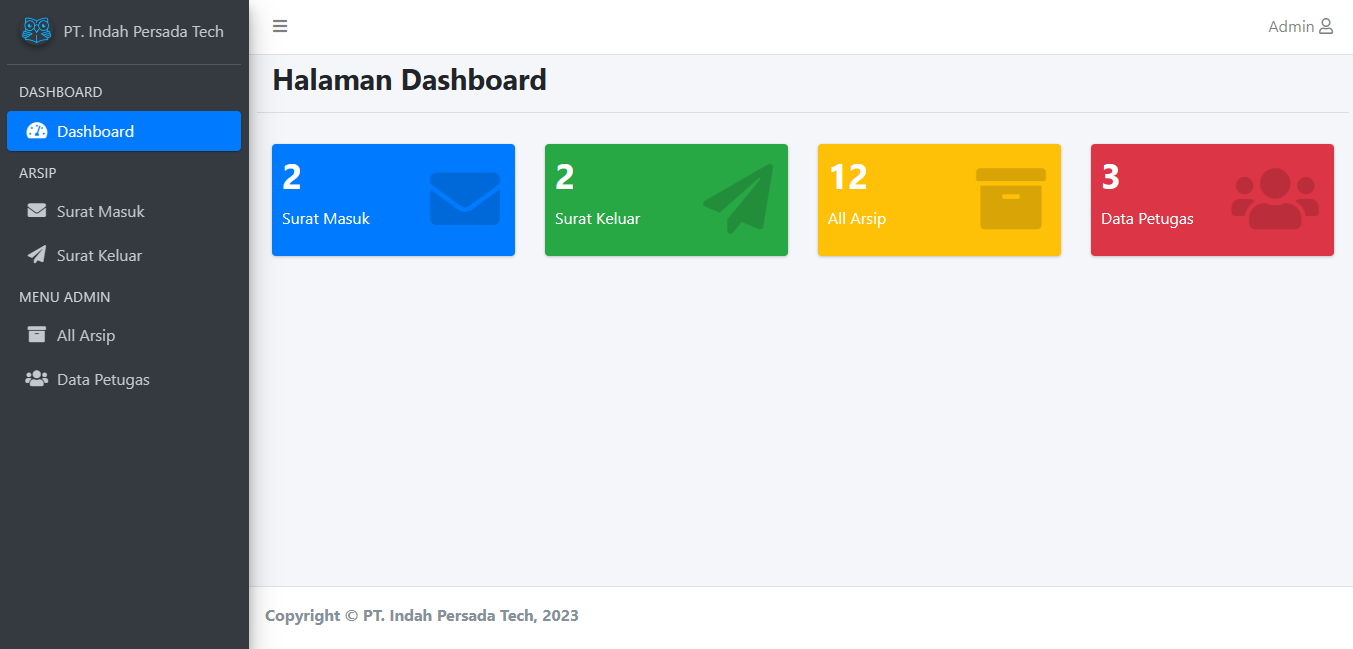 PT. Indah Persada Tech
DASHBOARD
Dashboard
ARSIP
Surat Masuk
Surat Keluar
MENU ADMIN
All Arsip
Data Petugas
Admin
Halaman Dashboard
2
Surat Masuk
2
Surat Keluar
12
All Arsip
3
Data Petugas
Copyright © PT. Indah Persada Tech, 2023